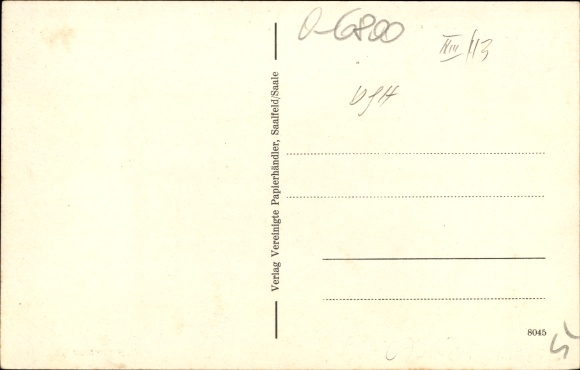 O-6800
XIII/13
Verlag Vereinigte Papierhändler, Saalfeld/Saale
8045